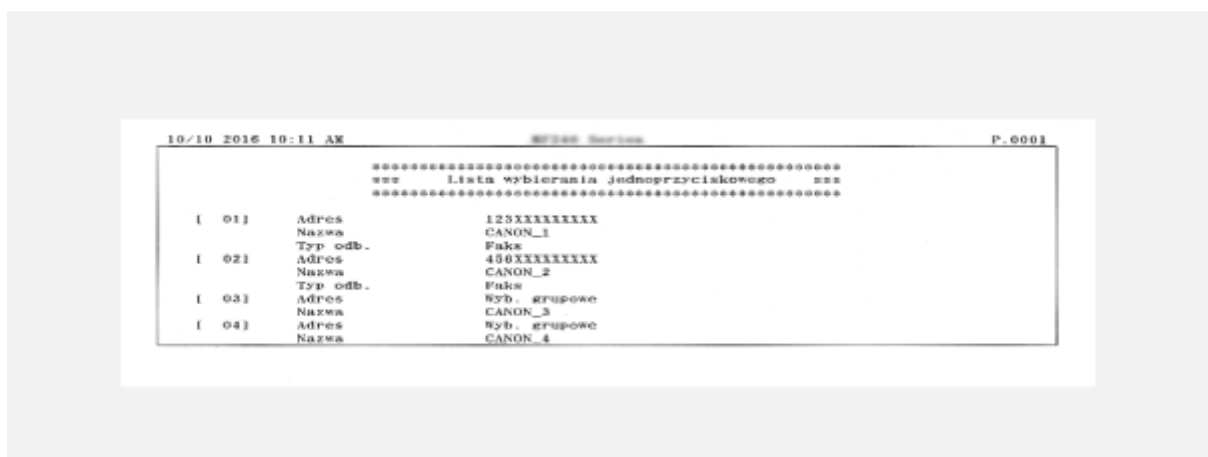 10/10 2016 10:11 AM MF240 Series P.0001
**************************************************
*** Lista wybierania jednoprzyciskowego ***
**************************************************
[ 01] Adres 123XXXXXXXXX
Nazwa CANON_1
Typ odb. Faks
[ 02] Adres 456XXXXXXXXX
Nazwa CANON_2
Typ odb. Faks
[ 03] Adres Wyb. grupowe
Nazwa CANON_3
[ 04] Adres Wyb. grupowe
Nazwa CANON_4